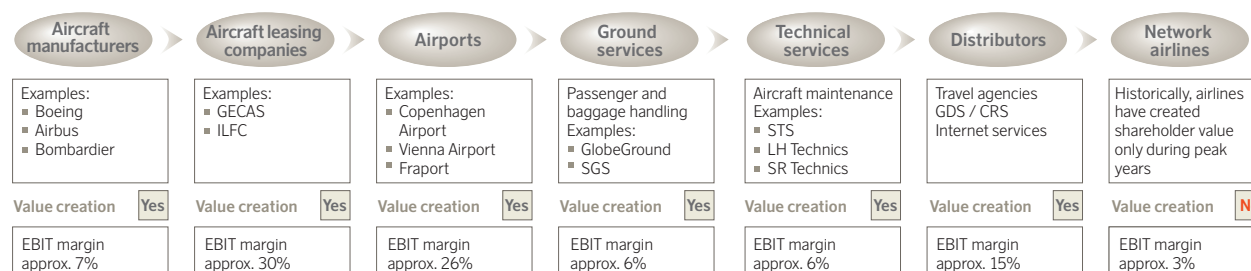 Aircraft
manufacturers
Aircraft leasing
companies
Airports
Ground
services
Technical
services
Distributors
Network
airlines
Examples:
Boeing
Airbus
Bombardier
Examples:
GECAS
ILFC
Examples:
Copenhagen
Airport
Vienna Airport
Fraport
Passenger and
baggage handling
Examples:
GlobeGround
SGS
Aircraft maintenance
Examples:
STS
LH Technics
SR Technics
Travel agencies
GDS / CRS
Internet services
Historically, airlines
have created
shareholder value
only during peak
years
Value creation Yes
Value creation Yes
Value creation Yes
Value creation Yes
Value creation Yes
Value creation Yes
Value creation
EBIT margin
approx. 7%
EBIT margin
approx. 30%
EBIT margin
approx. 26%
EBIT margin
approx. 6%
EBIT margin
approx. 6%
EBIT margin
approx. 15%
EBIT margin
approx. 3%